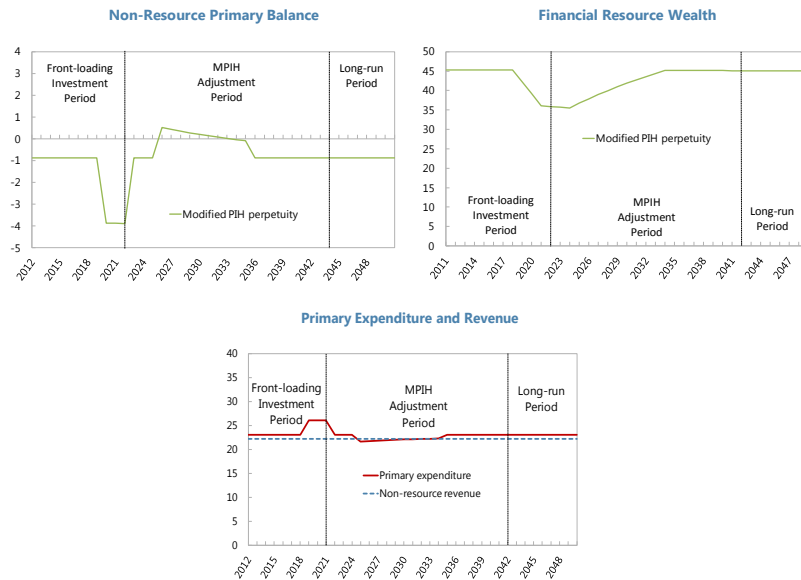 Non-Resource Primary Balance
4
3
2
1
0
-1
-2
-3
-4
-5
Front-loading
Investment
Period
MPIH
Adjustment
Period
Long-run
Period
Modified PIH perpetuity
2012
2015
2018
2021
2024
2027
2030
2033
2036
2039
2042
2045
2048
Financial Resource Wealth
50
45
40
35
30
25
20
15
10
5
0
Modified PIH perpetuity
Front-loading
Investment
Period
MPIH
Adjustment
Period
Long-run
Period
2011
2014
2017
2020
2023
2026
2029
2032
2035
2038
2041
2044
2047
Primary Expenditure and Revenue
40
35
30
25
20
15
10
5
0
Front-loading
Investment
Period
MPIH
Adjustment
Period
Long-run
Period
Primary expenditure
Non-resource revenue
2012
2015
2018
2021
2024
2027
2030
2033
2036
2039
2042
2045
2048